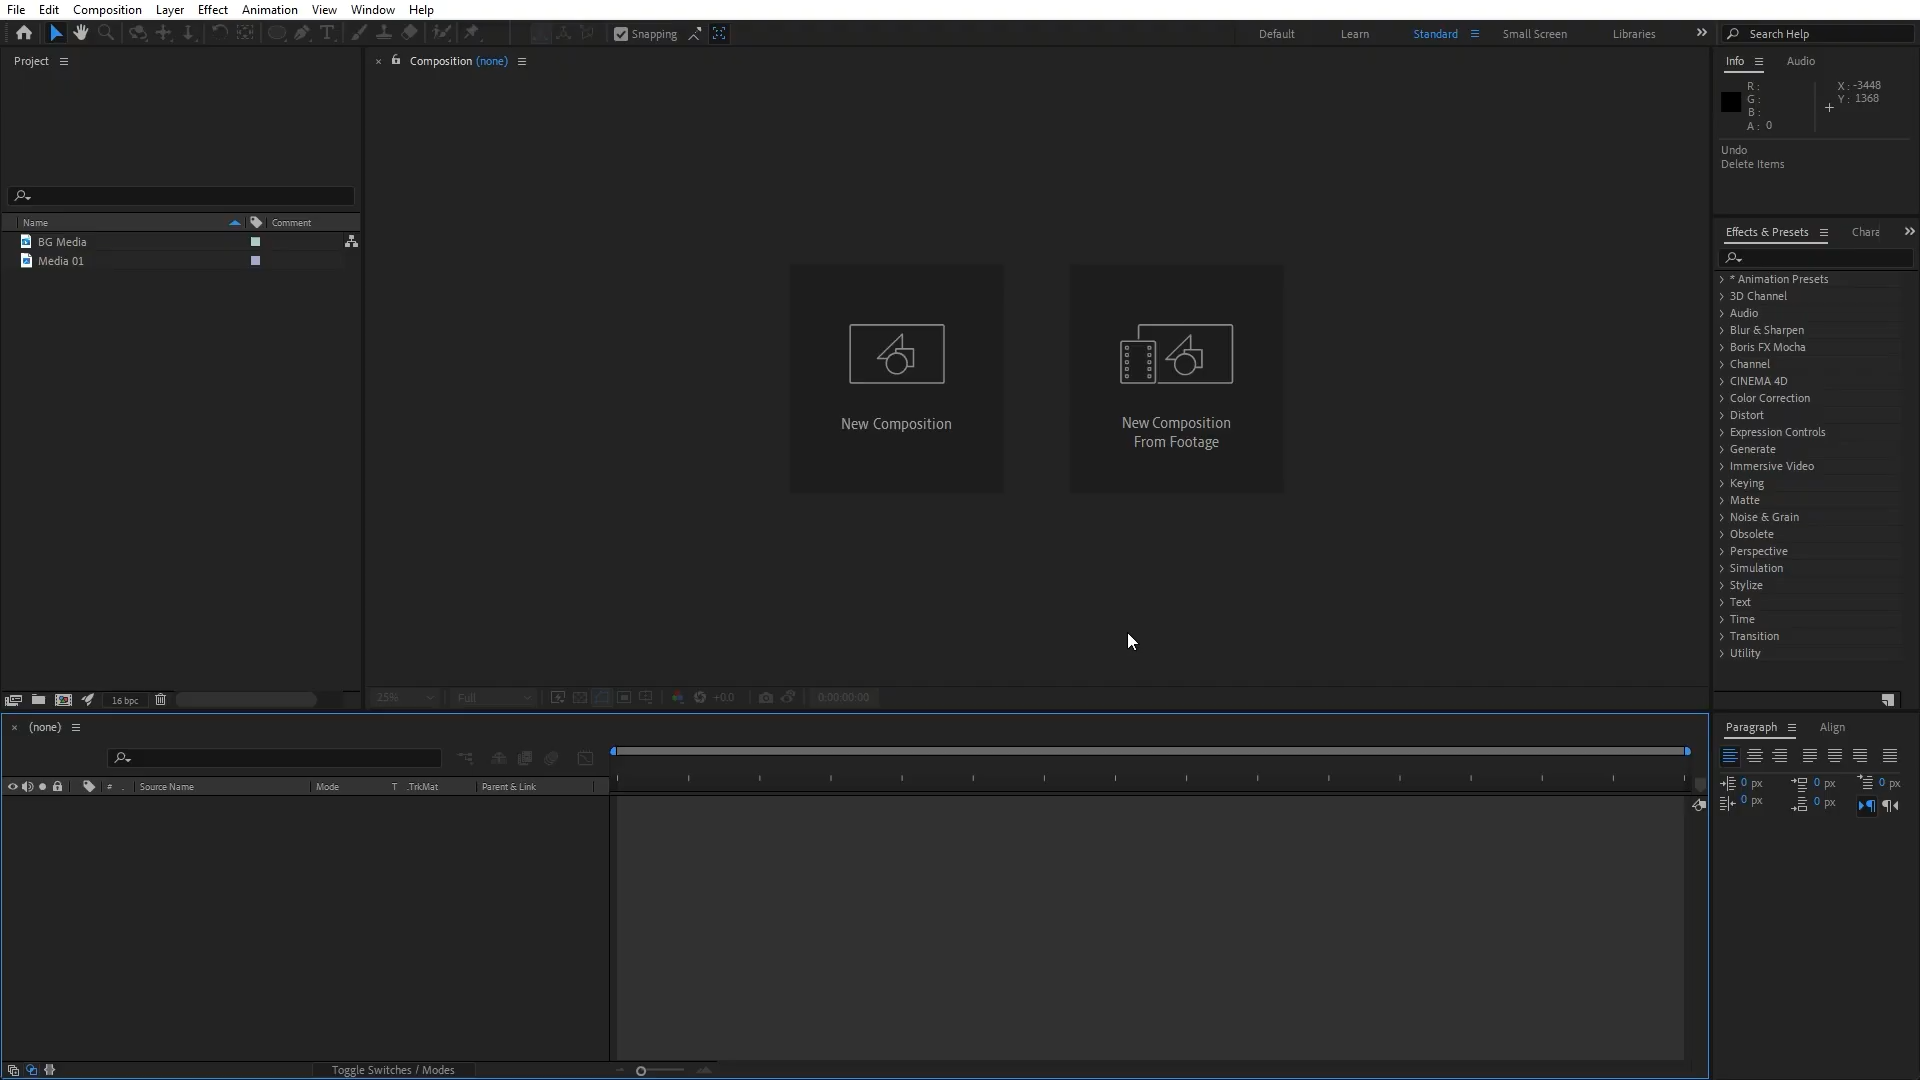 File Edit Composition Layer Effect Animation View Window Help
Snapping Default Learn Standard Small Screen Libraries Search Help
Project
Composition (none)
Info Audio
R :
G :
B :
A : 0
X : -3448
Y : 1368
Undo
Delete Items
Name Comment
BG Media
Media 01
New Composition
New Composition
From Footage
Effects & Presets Chara
* Animation Presets
3D Channel
Audio
Blur & Sharpen
Boris FX Mocha
Channel
CINEMA 4D
Color Correction
Distort
Expression Controls
Generate
Immersive Video
Keying
Matte
Noise & Grain
Obsolete
Perspective
Simulation
Stylize
Text
Time
Transition
Utility
16 bpc
25% Full +0.0 0:00:00:00
(none)
# . Source Name Mode T .TrkMat Parent & Link
Toggle Switches / Modes
Paragraph Align
0 px 0 px 0 px
0 px 0 px